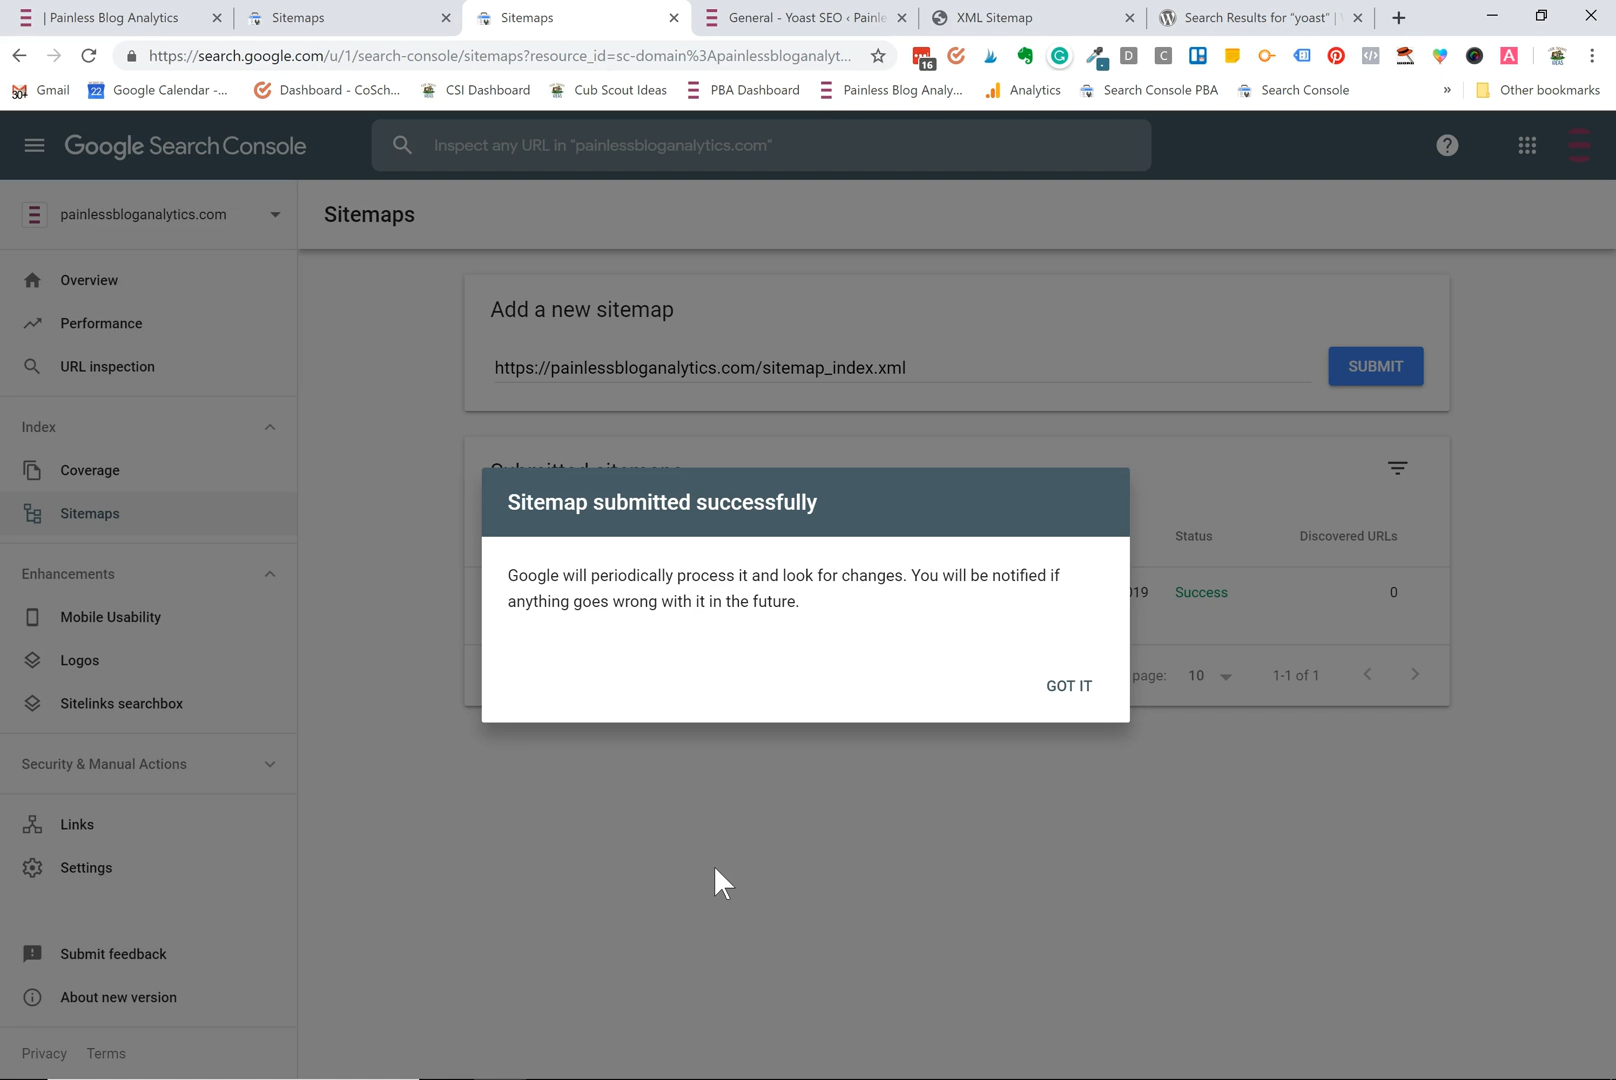 | Painless Blog Analytics
Sitemaps
Sitemaps
General - Yoast SEO ‹ Painle
XML Sitemap
Search Results for “yoast” |
https://search.google.com/u/1/search-console/sitemaps?resource_id=sc-domain%3Apainlessbloganalyt...
16
Gmail
Google Calendar -...
Dashboard - CoSch...
CSI Dashboard
Cub Scout Ideas
PBA Dashboard
Painless Blog Analy...
Analytics
Search Console PBA
Search Console
»
Other bookmarks
Google Search Console
Inspect any URL in "painlessbloganalytics.com"
painlessbloganalytics.com
Sitemaps
Overview
Performance
URL inspection
Index
Coverage
Sitemaps
Enhancements
Mobile Usability
Logos
Sitelinks searchbox
Security & Manual Actions
Links
Settings
Submit feedback
About new version
Privacy
Terms
Add a new sitemap
https://painlessbloganalytics.com/sitemap_index.xml
SUBMIT
Status
Discovered URLs
019
Success
0
page:
10
1-1 of 1
Sitemap submitted successfully
Google will periodically process it and look for changes. You will be notified if
anything goes wrong with it in the future.
GOT IT